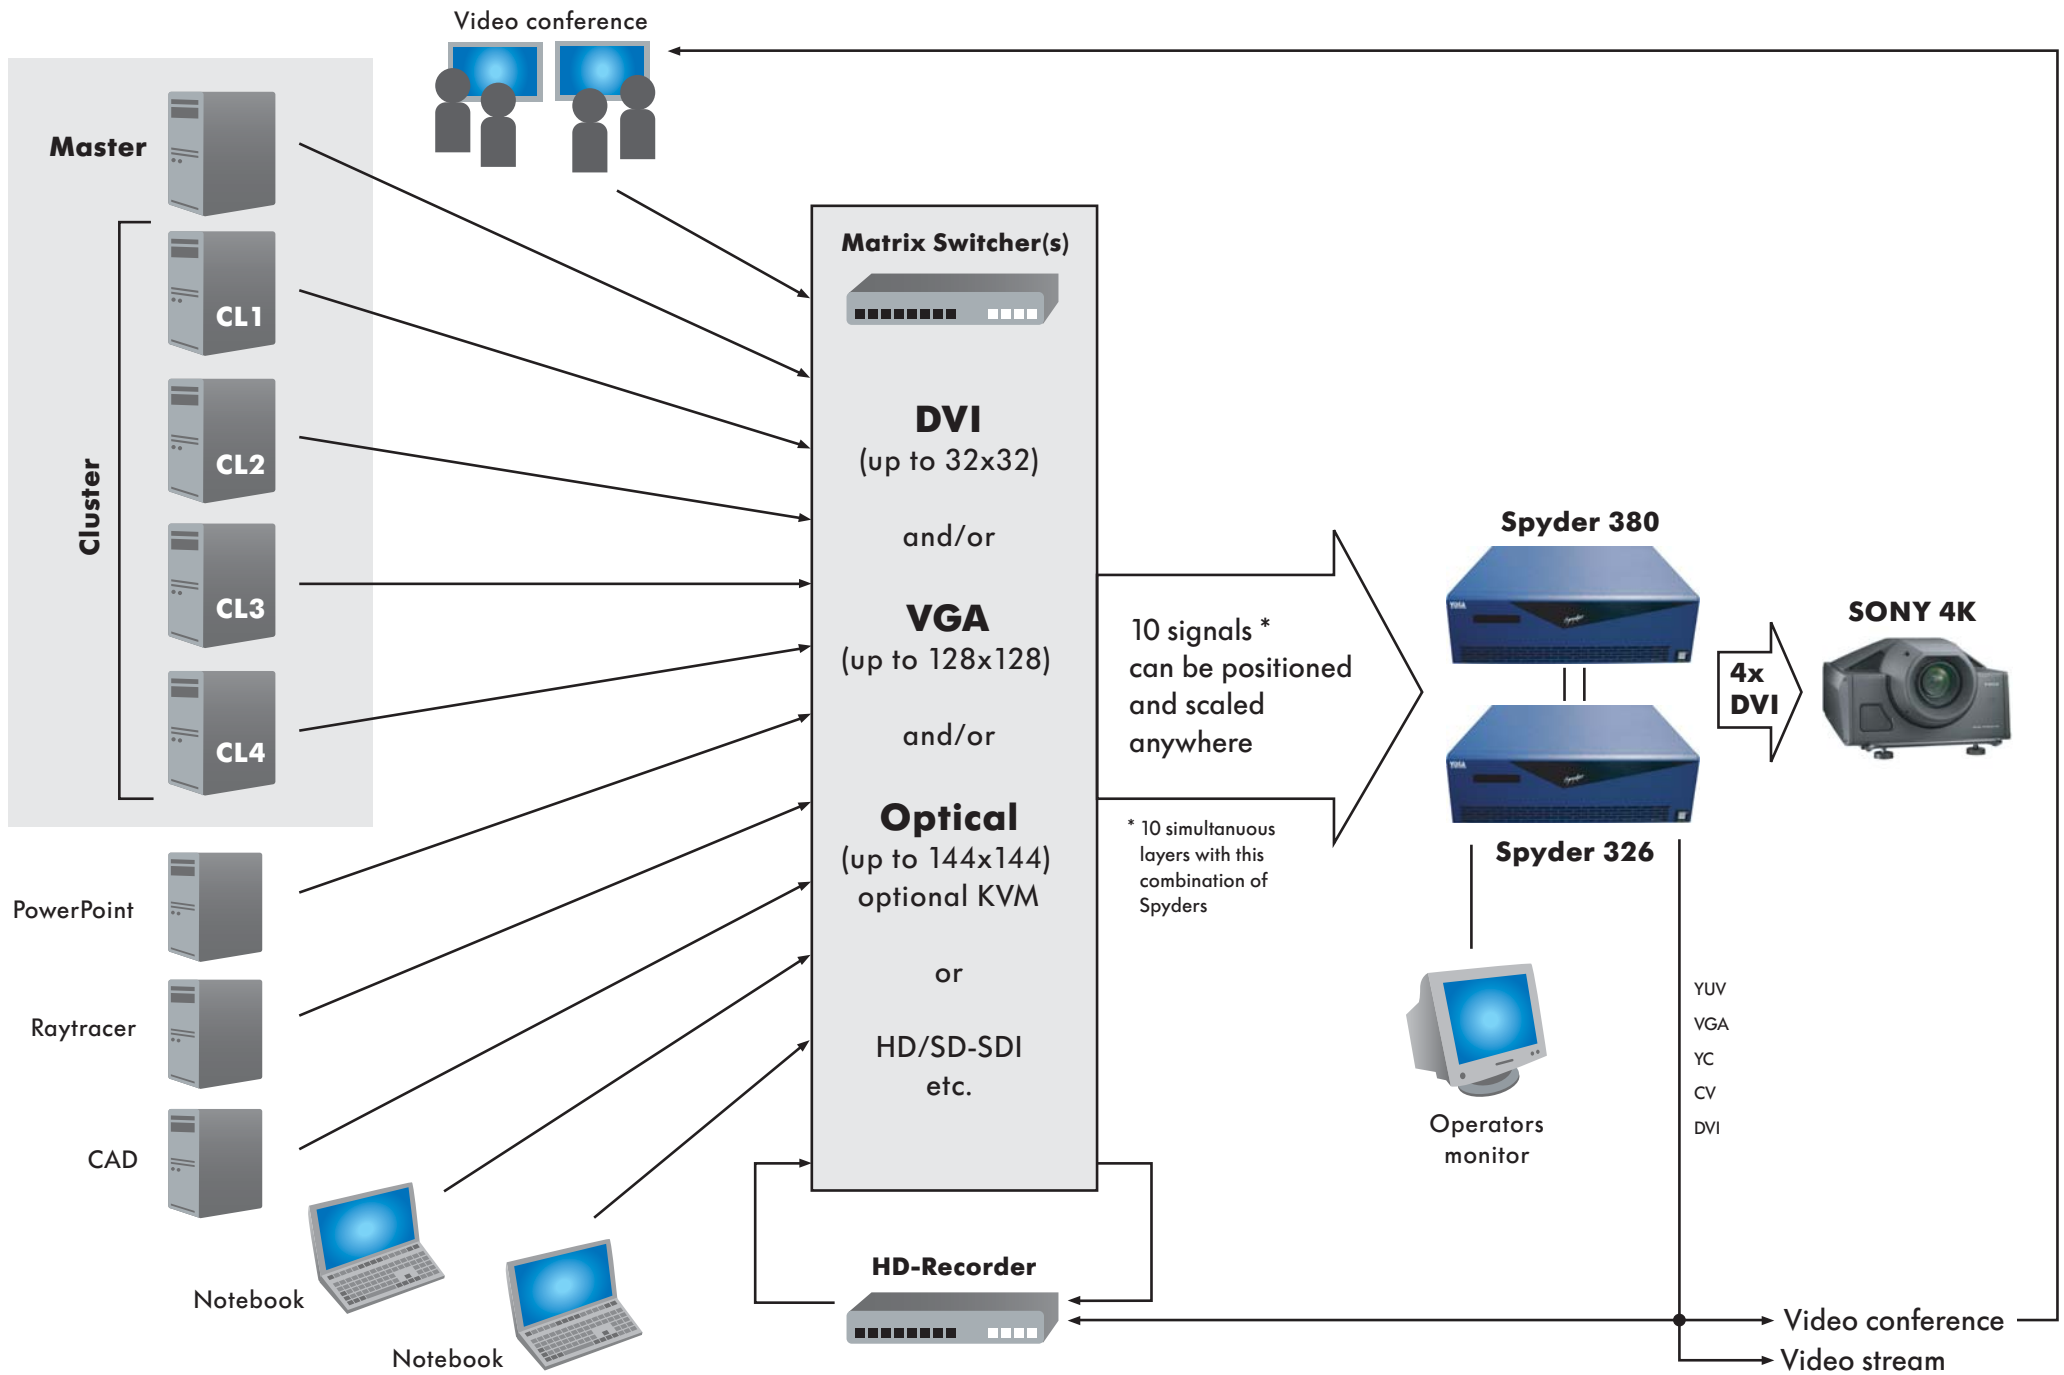 Video conference
Master
CL1
CL2
CL3
CL4
Cluster
PowerPoint
Raytracer
CAD
Notebook
Notebook
Matrix Switcher(s)
DVI
(up to 32x32)
and/or
VGA
(up to 128x128)
and/or
Optical
(up to 144x144)
optional KVM
or
HD/SD-SDI
etc.
HD-Recorder
10 signals *
can be positioned
and scaled
anywhere
* 10 simultanuous
layers with this
combination of
Spyders
Spyder 380
Spyder 326
4x
DVI
SONY 4K
Operators
monitor
YUV
VGA
YC
CV
DVI
Video conference
Video stream